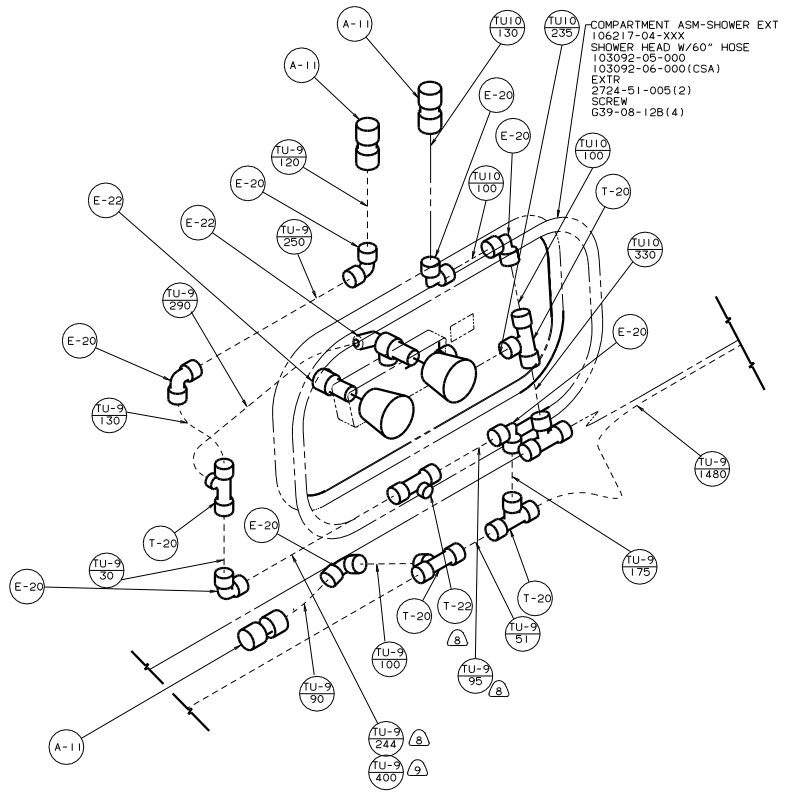 A-11
TU10
130
TU10
235
COMPARTMENT ASM-SHOWER EXT
106217-04-XXX
SHOWER HEAD W/60" HOSE
103092-05-000
103092-06-000(CSA)
EXTR
2724-51-005(2)
SCREW
G39-08-12B(4)
A-11
E-20
E-20
TU-9
120
TU10
100
TU10
100
E-20
T-20
E-22
E-22
TU-9
250
TU10
330
TU-9
290
E-20
E-20
TU-9
130
TU-9
1480
E-20
T-20
TU-9
30
TU-9
175
E-20
T-20
T-22
T-20
8
TU-9
51
TU-9
100
TU-9
95
8
TU-9
90
A-11
TU-9
244
8
TU-9
400
9